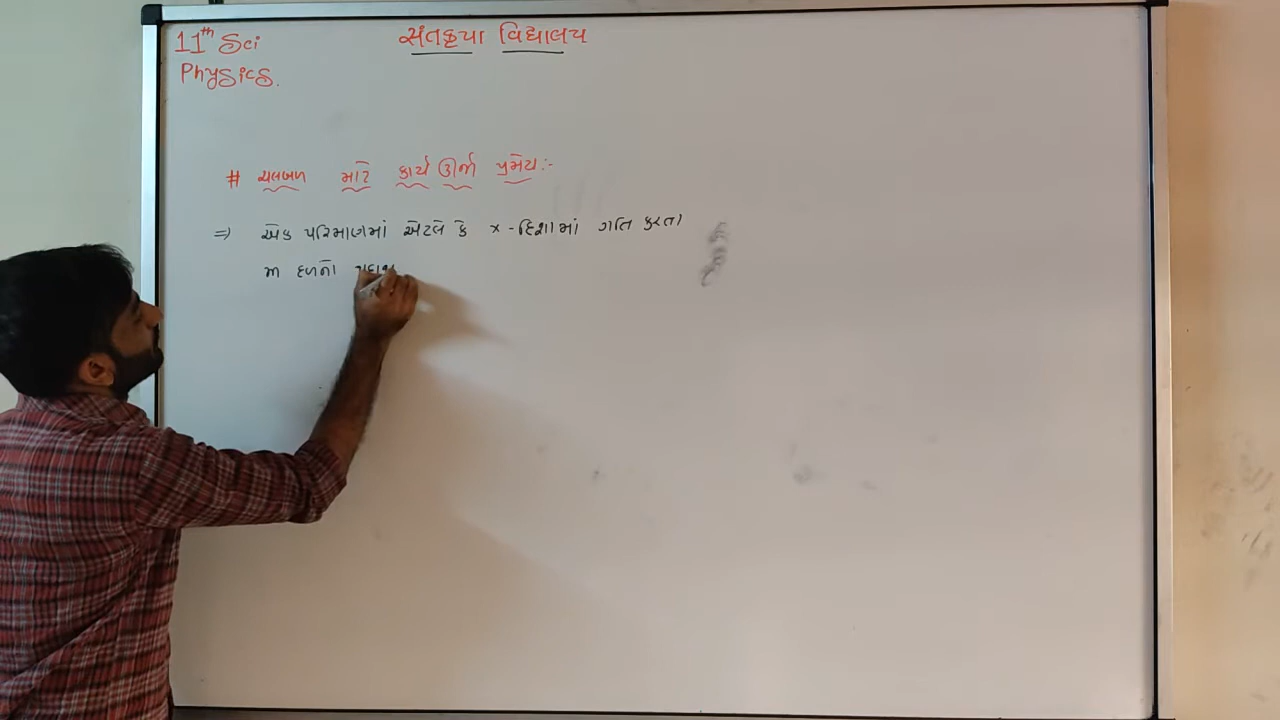 11th Sci
સંતકૃપા વિદ્યાલય
Physics.
# ચલબળ માટે કાર્ય ઊર્જા પ્રમેય:-
⇒ એક પરિમાણમાં એટલે કે x-દિશામાં ગતિ કરતા
m દળનો